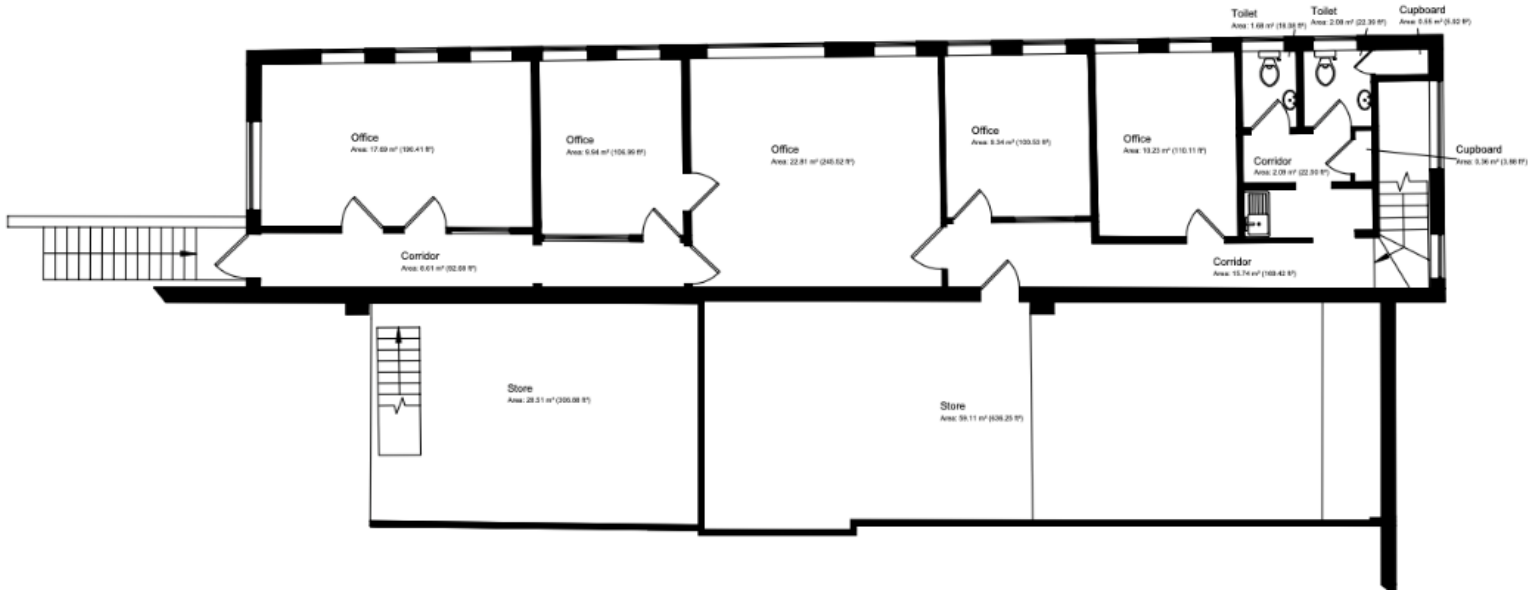 Toilet
Area: 1.68 m² (18.08 ft²)
Toilet
Area: 2.08 m² (22.39 ft²)
Cupboard
Area: 0.55 m² (5.92 ft²)
Office
Area: 17.69 m² (190.41 ft²)
Office
Area: 9.94 m² (106.99 ft²)
Office
Area: 22.81 m² (245.52 ft²)
Office
Area: 9.34 m² (100.53 ft²)
Office
Area: 10.23 m² (110.11 ft²)
Corridor
Area: 2.09 m² (22.50 ft²)
Cupboard
Area: 0.36 m² (3.88 ft²)
Corridor
Area: 8.61 m² (92.68 ft²)
Corridor
Area: 15.74 m² (169.42 ft²)
Store
Area: 28.51 m² (306.88 ft²)
Store
Area: 59.11 m² (636.25 ft²)